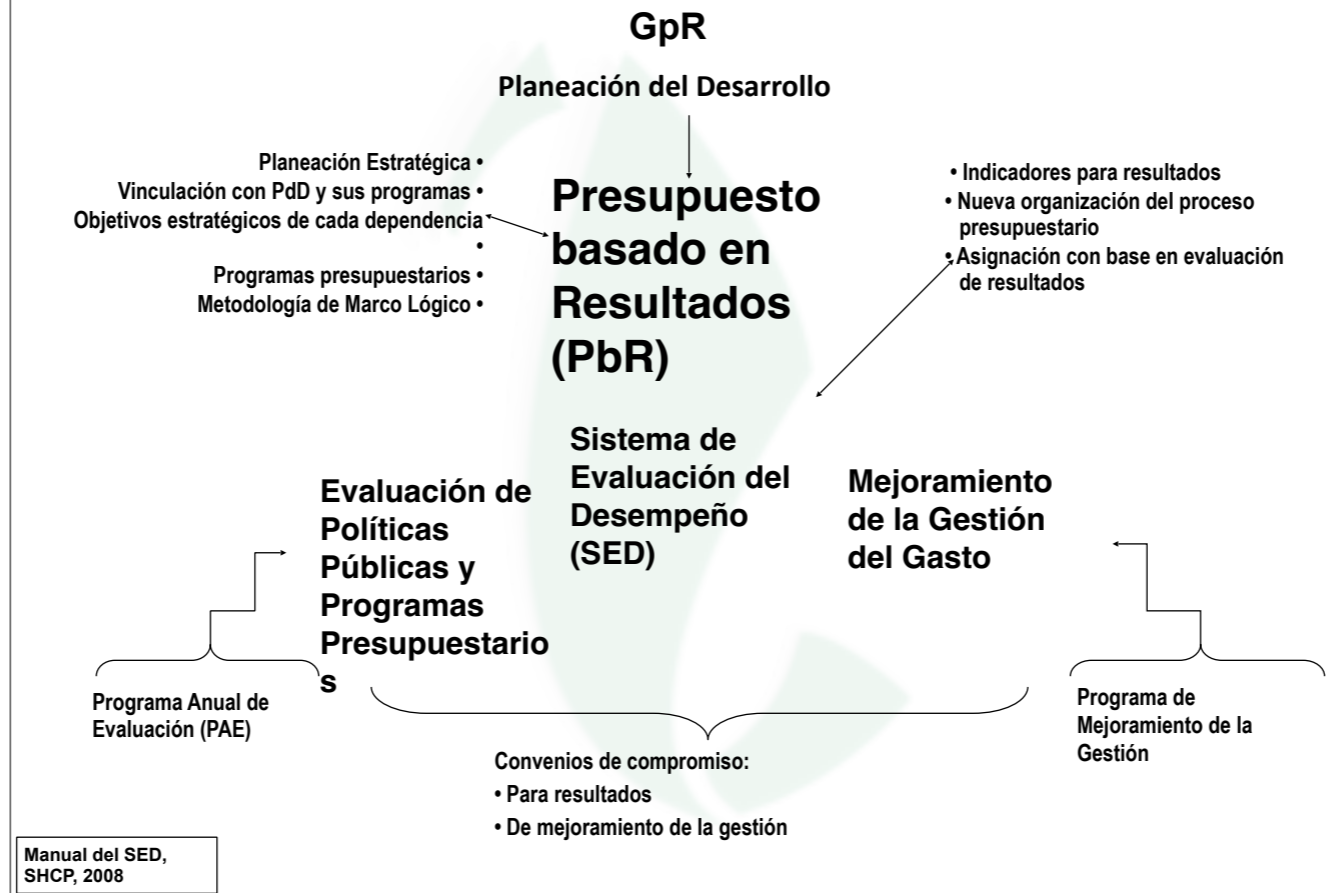 GpR
Planeación del Desarrollo
Planeación Estratégica •
Vinculación con PdD y sus programas •
Objetivos estratégicos de cada dependencia
•
Programas presupuestarios •
Metodología de Marco Lógico •
Presupuesto
basado en
Resultados
(PbR)
• Indicadores para resultados
• Nueva organización del proceso
presupuestario
• Asignación con base en evaluación
de resultados
Evaluación de
Políticas
Públicas y
Programas
Presupuestario
s
Sistema de
Evaluación del
Desempeño
(SED)
Mejoramiento
de la Gestión
del Gasto
Programa Anual de
Evaluación (PAE)
Convenios de compromiso:
• Para resultados
• De mejoramiento de la gestión
Programa de
Mejoramiento de la
Gestión
Manual del SED,
SHCP, 2008